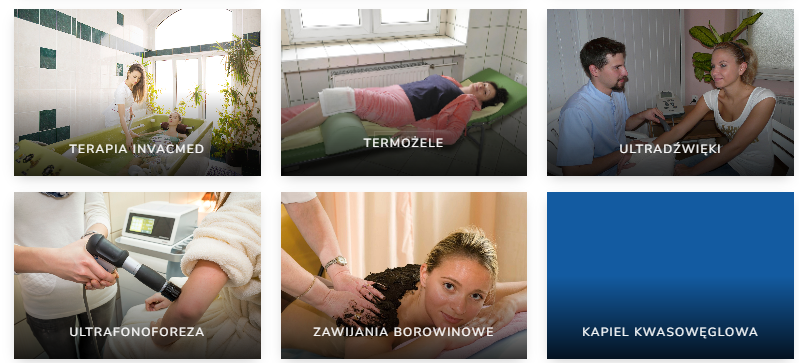 TERAPIA INVACMED
TERMOŻELE
ULTRADŹWIĘKI
ULTRAFONOFOREZA
ZAWIJANIA BOROWINOWE
KAPIEL KWASOWĘGLOWA